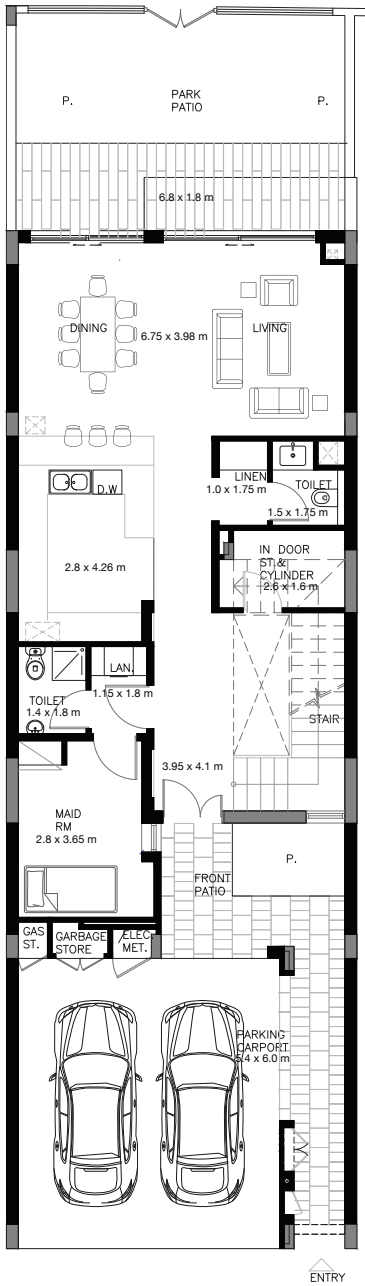 PARK
PATIO
P.
P.
6.8 x 1.8 m
DINING
6.75 x 3.98 m
LIVING
D.W
LINEN
1.0 x 1.75 m
TOILET
1.5 x 1.75 m
2.8 x 4.26 m
IN DOOR
ST.&
CYLINDER
2.6 x 1.6 m
LAN.
1.15 x 1.8 m
TOILET
1.4 x 1.8 m
STAIR
3.95 x 4.1 m
MAID
RM
2.8 x 3.65 m
P.
FRONT
PATIO
GAS
ST.
GARBAGE
STORE
ELEC.
MET.
PARKING
CARPORT
5.4 x 6.0 m
ENTRY